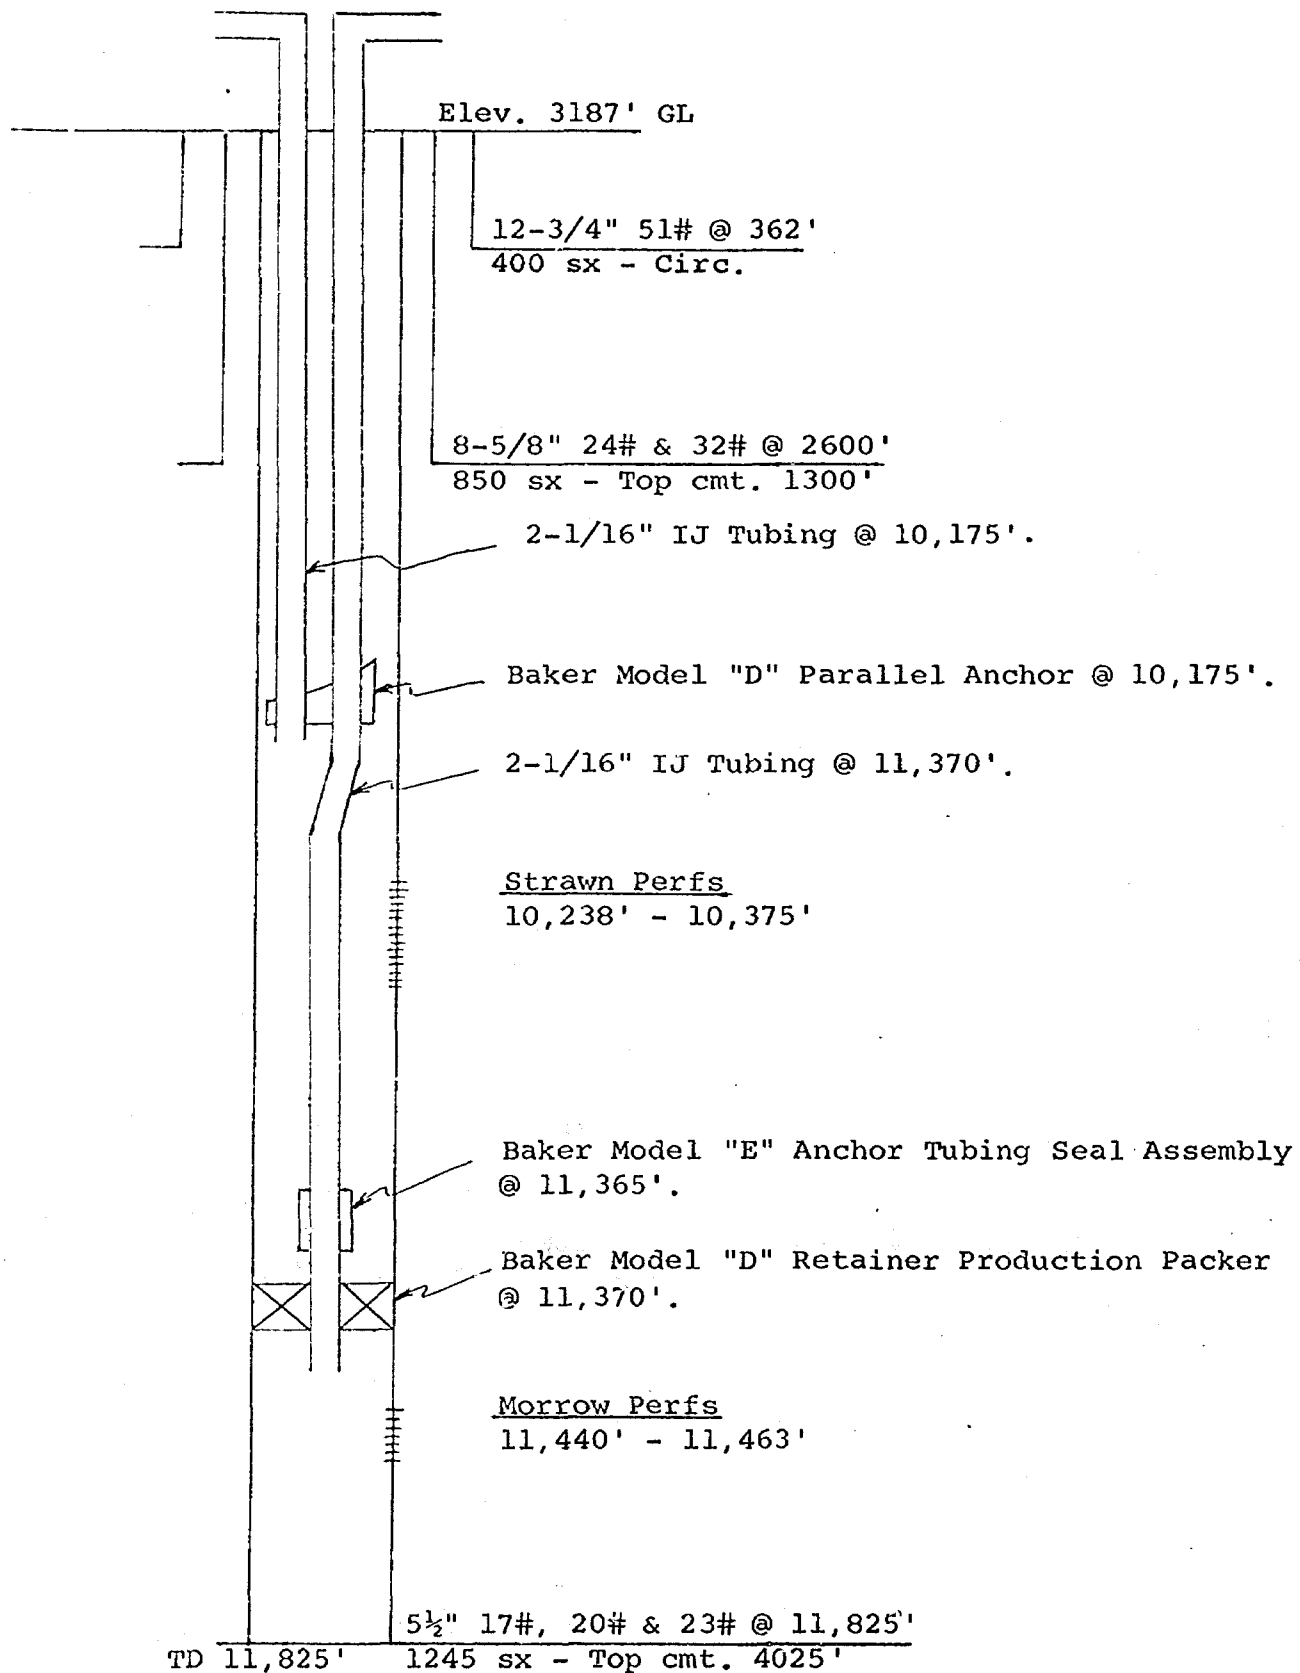 Elev. 3187' GL
12-3/4" 51# @ 362'
400 sx - Circ.
8-5/8" 24# & 32# @ 2600'
850 sx - Top cmt. 1300'
2-1/16" IJ Tubing @ 10,175'.
Baker Model "D" Parallel Anchor @ 10,175'.
2-1/16" IJ Tubing @ 11,370'.
Strawn Perfs
10,238' - 10,375'
Baker Model "E" Anchor Tubing Seal Assembly
@ 11,365'.
Baker Model "D" Retainer Production Packer
@ 11,370'.
Morrow Perfs
11,440' - 11,463'
5½" 17#, 20# & 23# @ 11,825'
TD 11,825' 1245 sx - Top cmt. 4025'